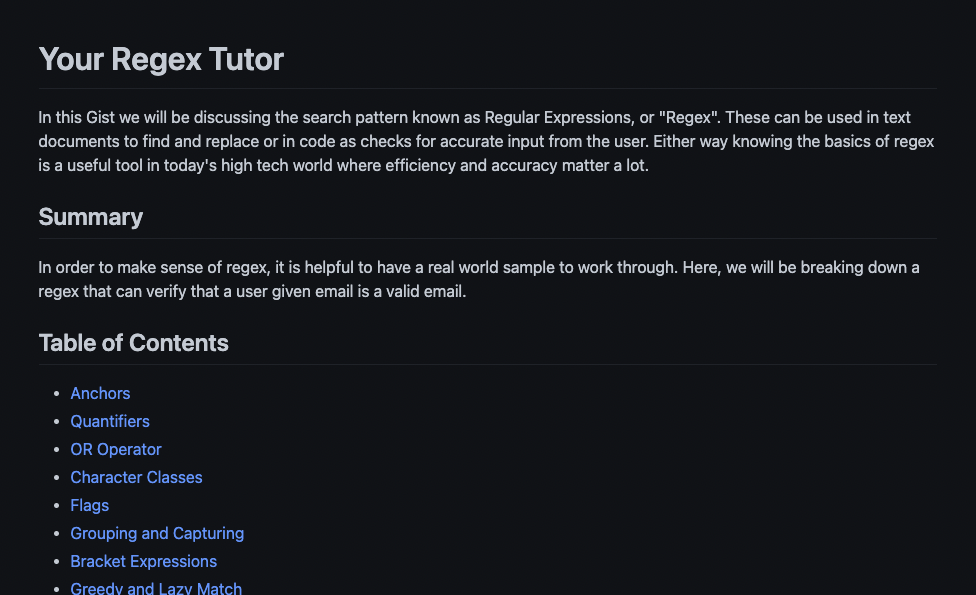 Your Regex Tutor
In this Gist we will be discussing the search pattern known as Regular Expressions, or "Regex". These can be used in text
documents to find and replace or in code as checks for accurate input from the user. Either way knowing the basics of regex
is a useful tool in today's high tech world where efficiency and accuracy matter a lot.
Summary
In order to make sense of regex, it is helpful to have a real world sample to work through. Here, we will be breaking down a
regex that can verify that a user given email is a valid email.
Table of Contents
Anchors
Quantifiers
OR Operator
Character Classes
Flags
Grouping and Capturing
Bracket Expressions
Greedy and Lazy Match